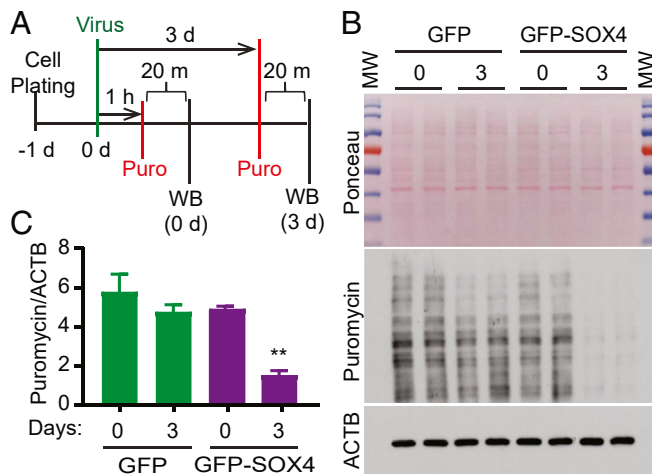 A
Virus
3 d
Cell
Plating
20 m
20 m
1 h
-1 d
0 d
Puro
Puro
WB
(0 d)
WB
(3 d)
B
GFP
GFP-SOX4
MW
0
3
0
3
MW
Ponceau
Puromycin
ACTB
C
Puromycin/ACTB
8
6
4
2
0
**
Days:
0
3
0
3
GFP
GFP-SOX4